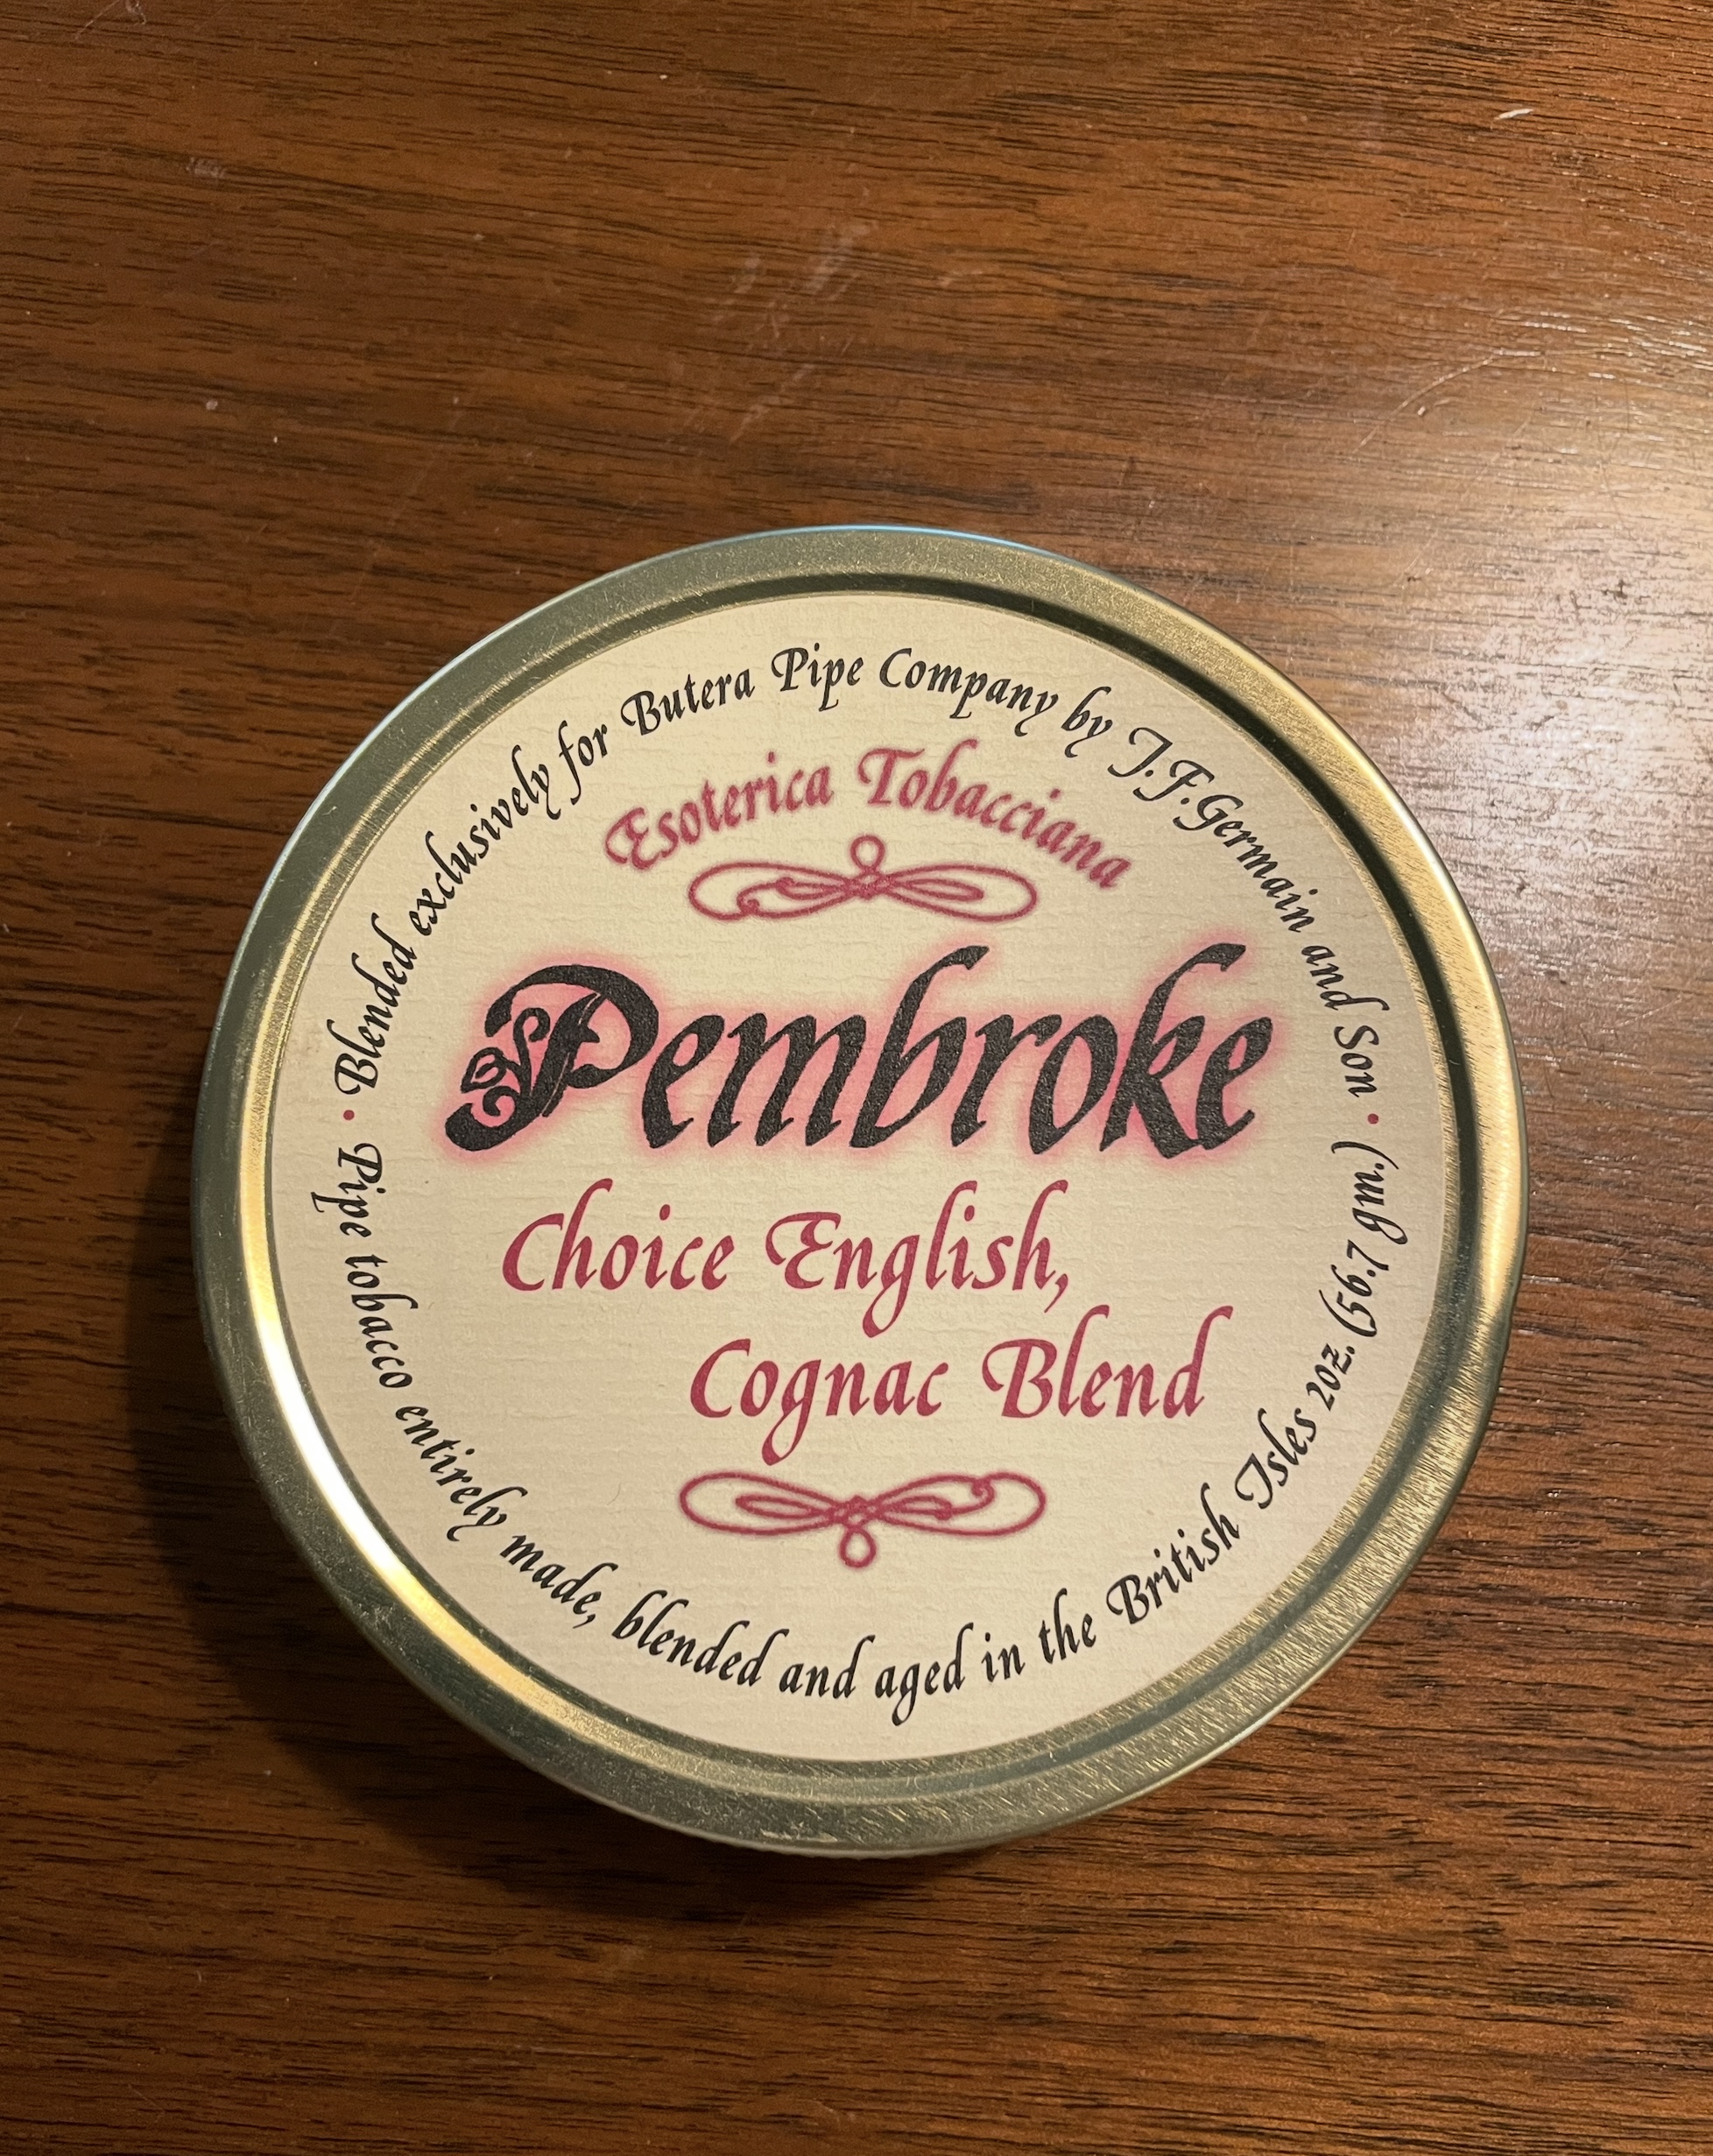 Blended exclusively for Butera Pipe Company by J.F.Germain and Son
Esoterica Tobacciana
Pembroke
Choice English,
Cognac Blend
Pipe tobacco entirely made, blended and aged in the British Isles 2oz. (56.7 gm.)